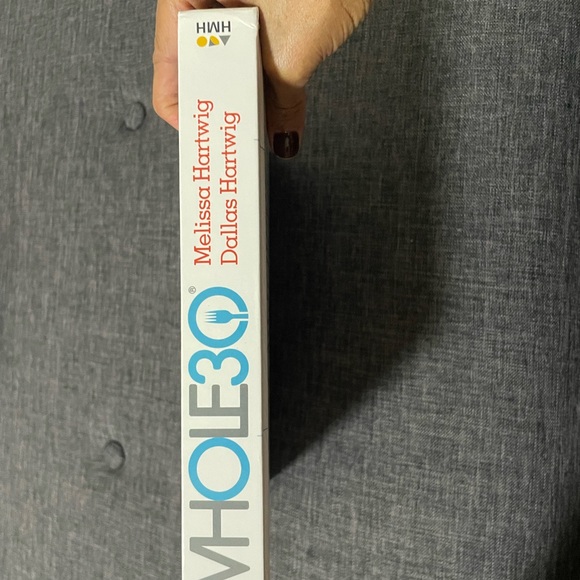 WHOLE30®
Melissa Hartwig
Dallas Hartwig
HMH